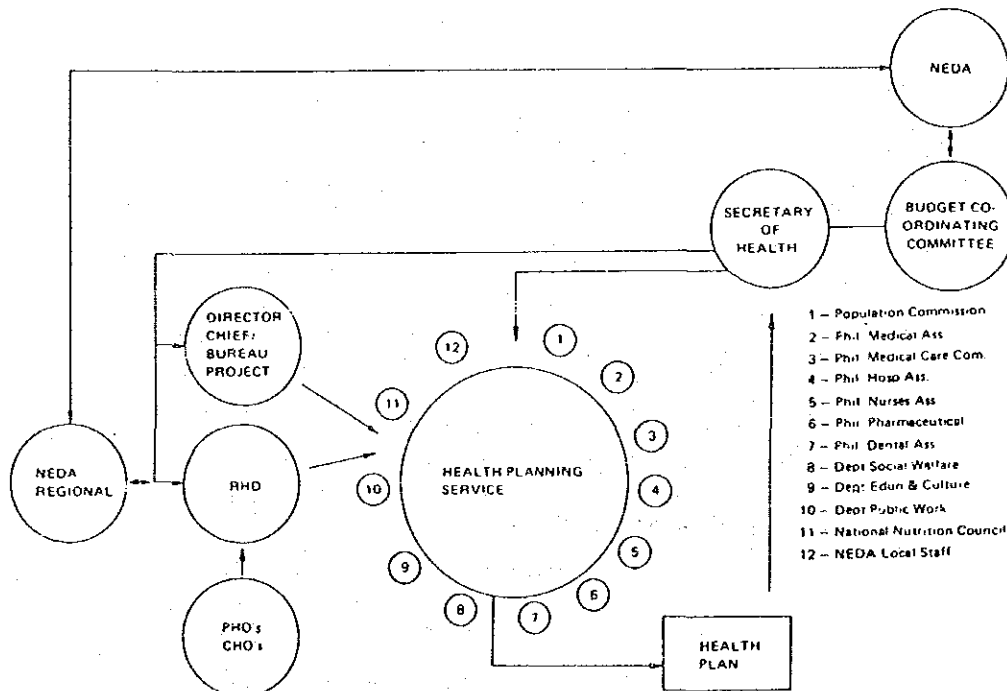 NEDA
SECRETARY
OF
HEALTH
BUDGET CO-
ORDINATING
COMMITTEE
DIRECTOR
CHIEF/
BUREAU
PROJECT
NEDA
REGIONAL
RHD
PHO's
CHO's
HEALTH PLANNING
SERVICE
1
2
3
4
5
6
7
8
9
10
11
12
HEALTH
PLAN
1 – Population Commission
2 – Phil Medical Ass
3 – Phil Medical Care Com.
4 – Phil Hosp Ass.
5 – Phil Nurses Ass
6 – Phil Pharmaceutical
7 – Phil Dental Ass
8 – Dept Social Welfare
9 – Dept Edun & Culture
10 – Dept Public Work
11 – National Nutrition Council
12 – NEDA Local Staff